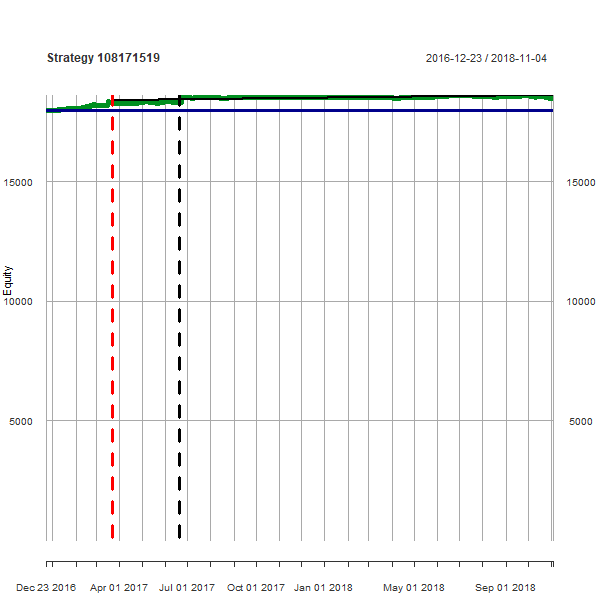 Strategy 108171519
2016-12-23 / 2018-11-04
15000
15000
Equity
10000
10000
5000
5000
Dec 23 2016
Apr 01 2017
Jul 01 2017
Oct 01 2017
Jan 01 2018
May 01 2018
Sep 01 2018